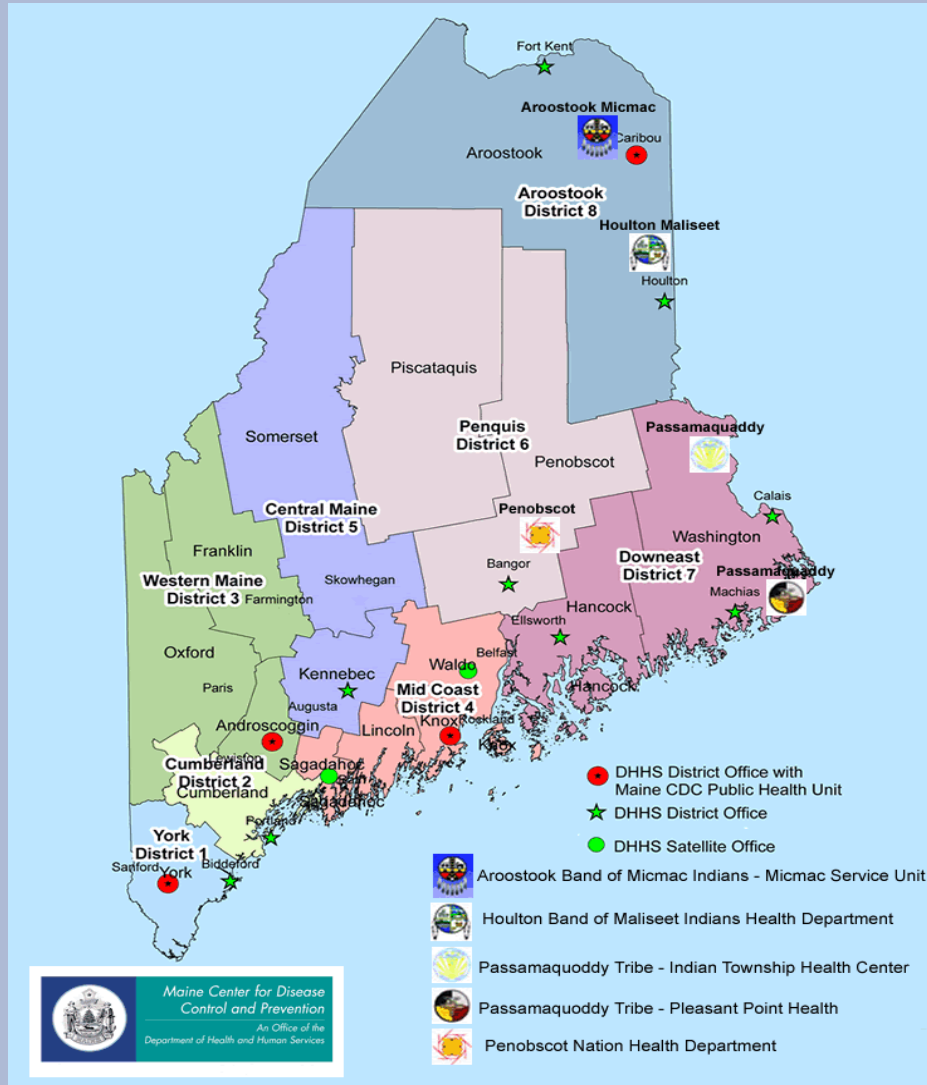 Fort Kent
Aroostook Micmac
Caribou
Aroostook
Aroostook
District 8
Houlton Maliseet
Houlton
Piscataquis
Penquis
District 6
Penobscot
Somerset
Passamaquaddy
Calais
Central Maine
District 5
Penobscot
Washington
Franklin
Skowhegan
Bangor
Downeast
District 7
Passamaquaddy
Western Maine
District 3
Farmington
Machias
Hancock
Ellsworth
Oxford
Waldo
Belfast
Kennebec
Paris
Augusta
Mid Coast
District 4
Hancock
Androscoggin
Lincoln
Knox
Rockland
Knox
Lewiston
Sagadahoc
Cumberland
District 2
Cumberland
Sagadahoc
Portland
York
District 1
Sanford
York
Biddeford
DHHS District Office with
Maine CDC Public Health Unit
DHHS District Office
DHHS Satellite Office
Aroostook Band of Micmac Indians - Micmac Service Unit
Houlton Band of Maliseet Indians Health Department
Passamaquoddy Tribe - Indian Township Health Center
Passamaquoddy Tribe - Pleasant Point Health
Penobscot Nation Health Department
Maine Center for Disease
Control and Prevention
An Office of the
Department of Health and Human Services